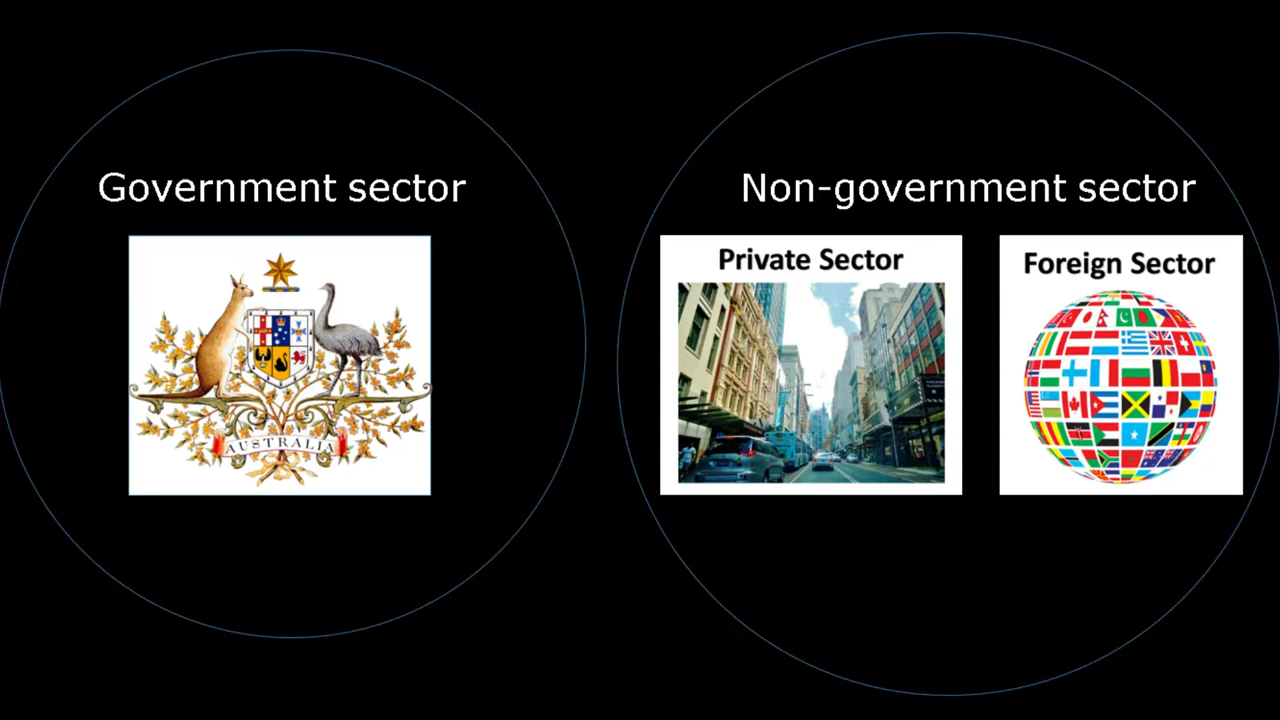 Government sector
Non-government sector
Private Sector
Foreign Sector
AUSTRALIA